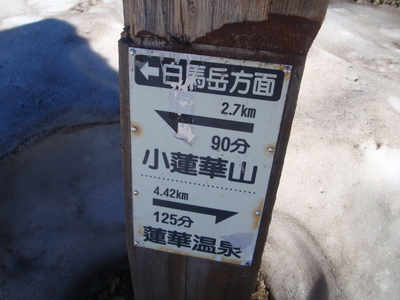 ←白馬岳方面
2.7km
90分
小蓮華山
4.42km
125分
蓮華温泉